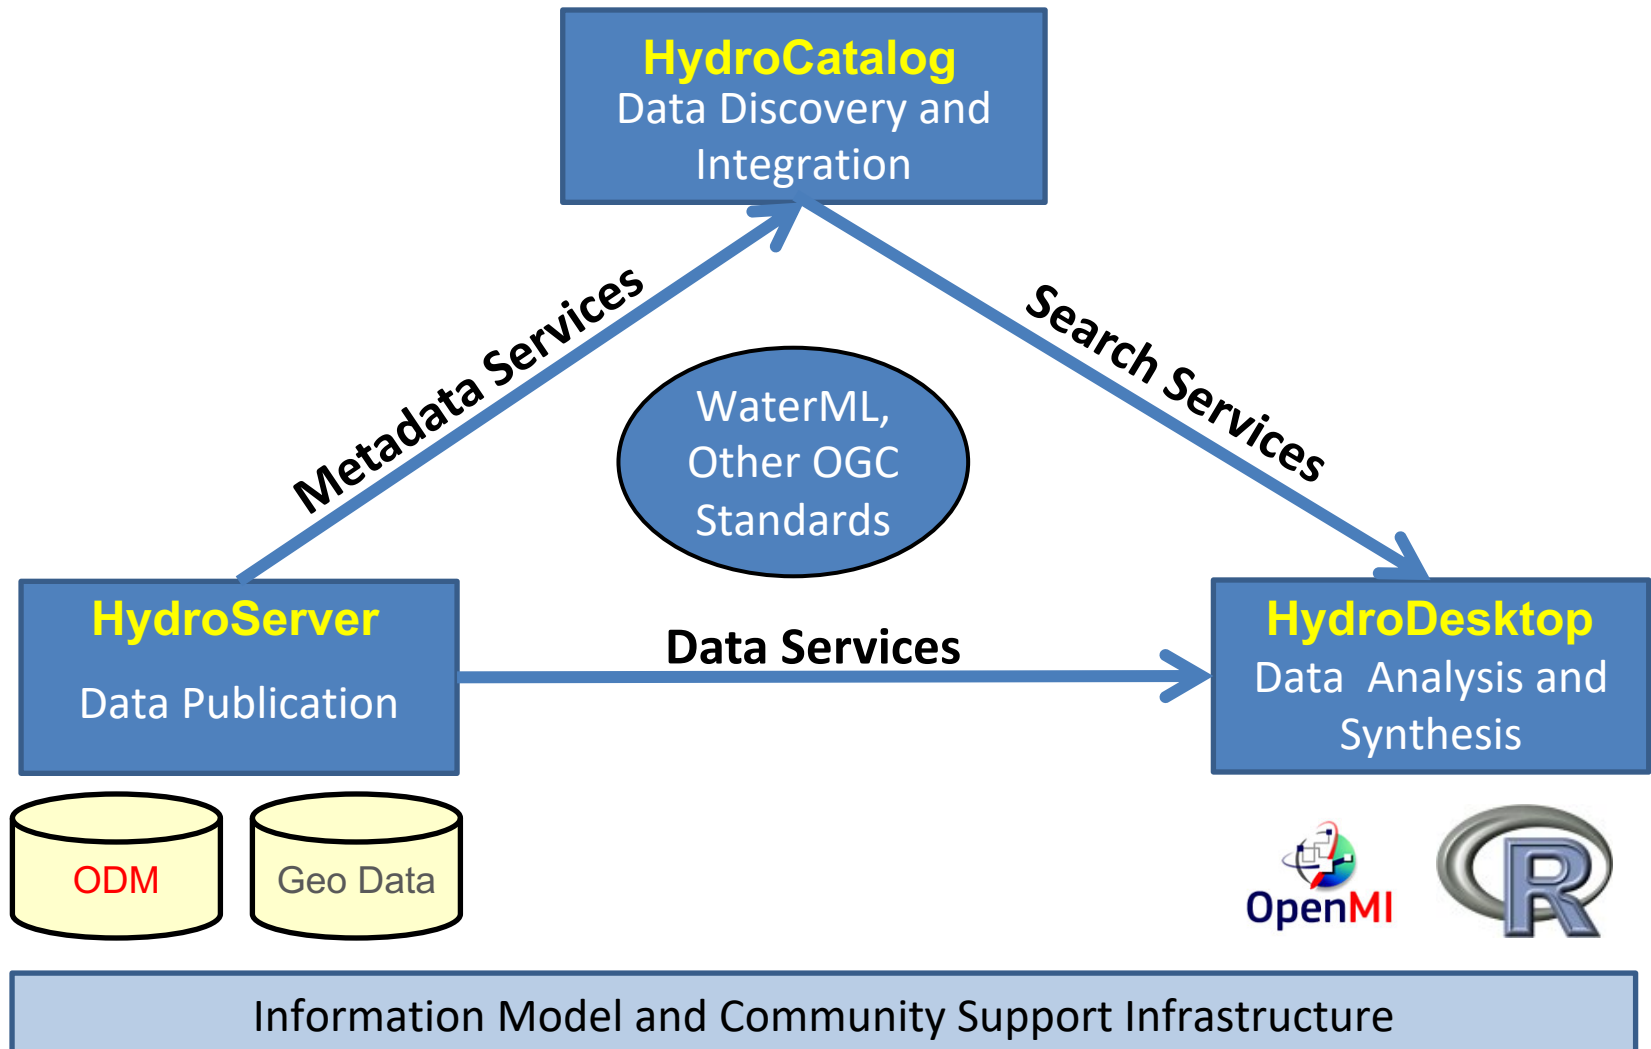 HydroCatalog
Data Discovery and
Integration
Metadata Services
Search Services
WaterML,
Other OGC
Standards
HydroServer
Data Publication
Data Services
HydroDesktop
Data  Analysis and
Synthesis
ODM
Geo Data
OpenMI
R
Information Model and Community Support Infrastructure